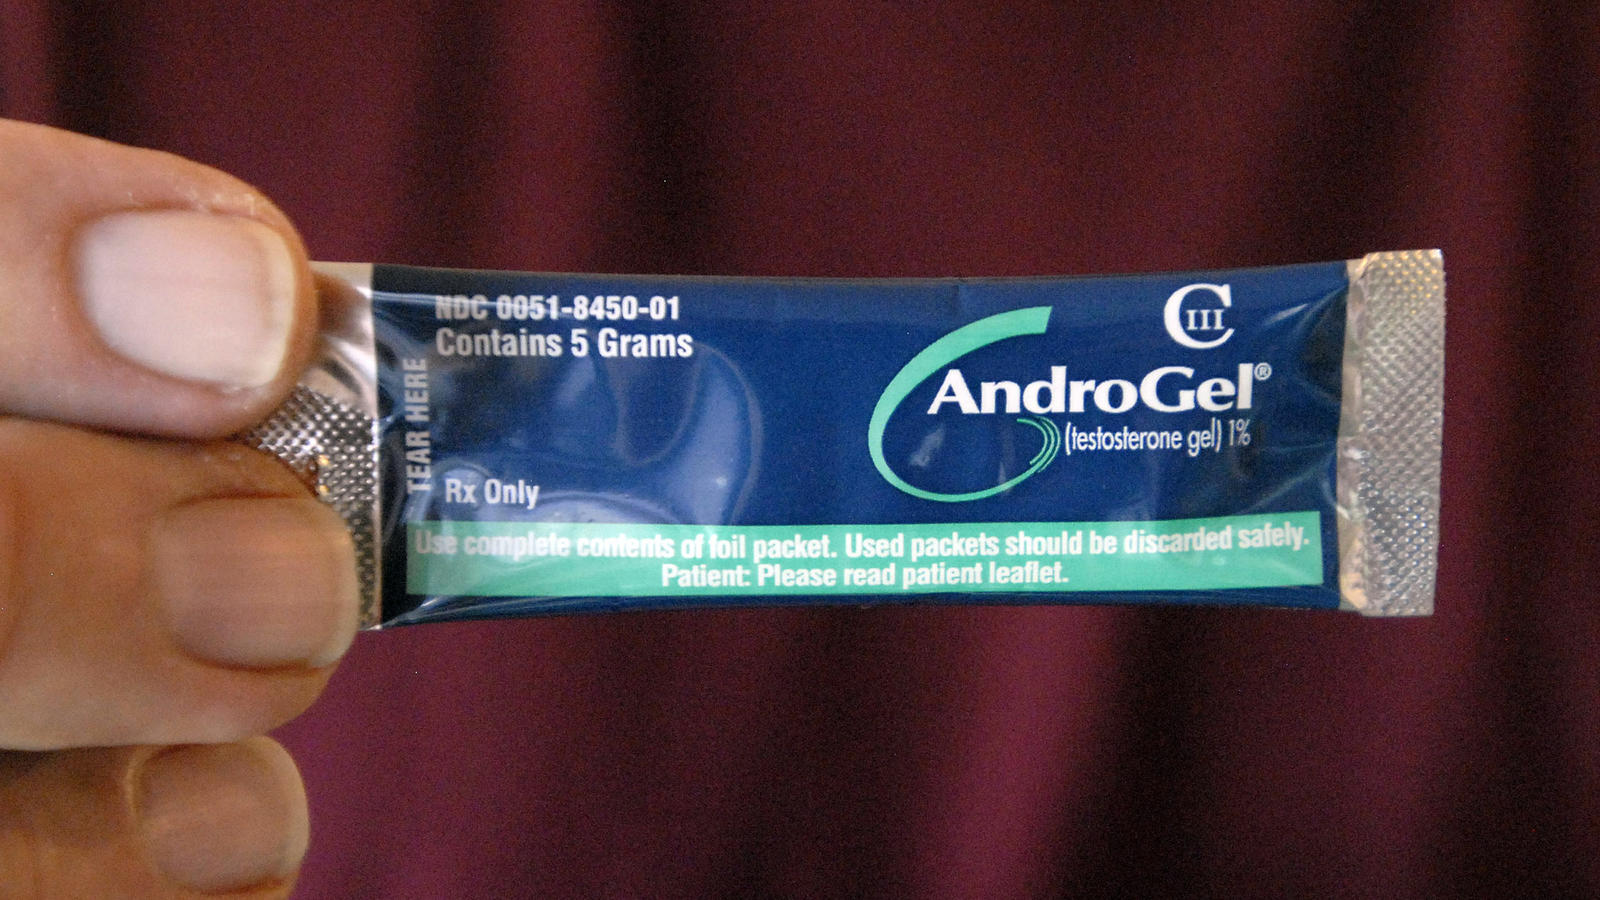 NDC 0051-8450-01
Contains 5 Grams
TEAR HERE
Rx Only
CIII
AndroGel®
(testosterone gel) 1%
Use complete contents of foil packet. Used packets should be discarded safely.
Patient: Please read patient leaflet.